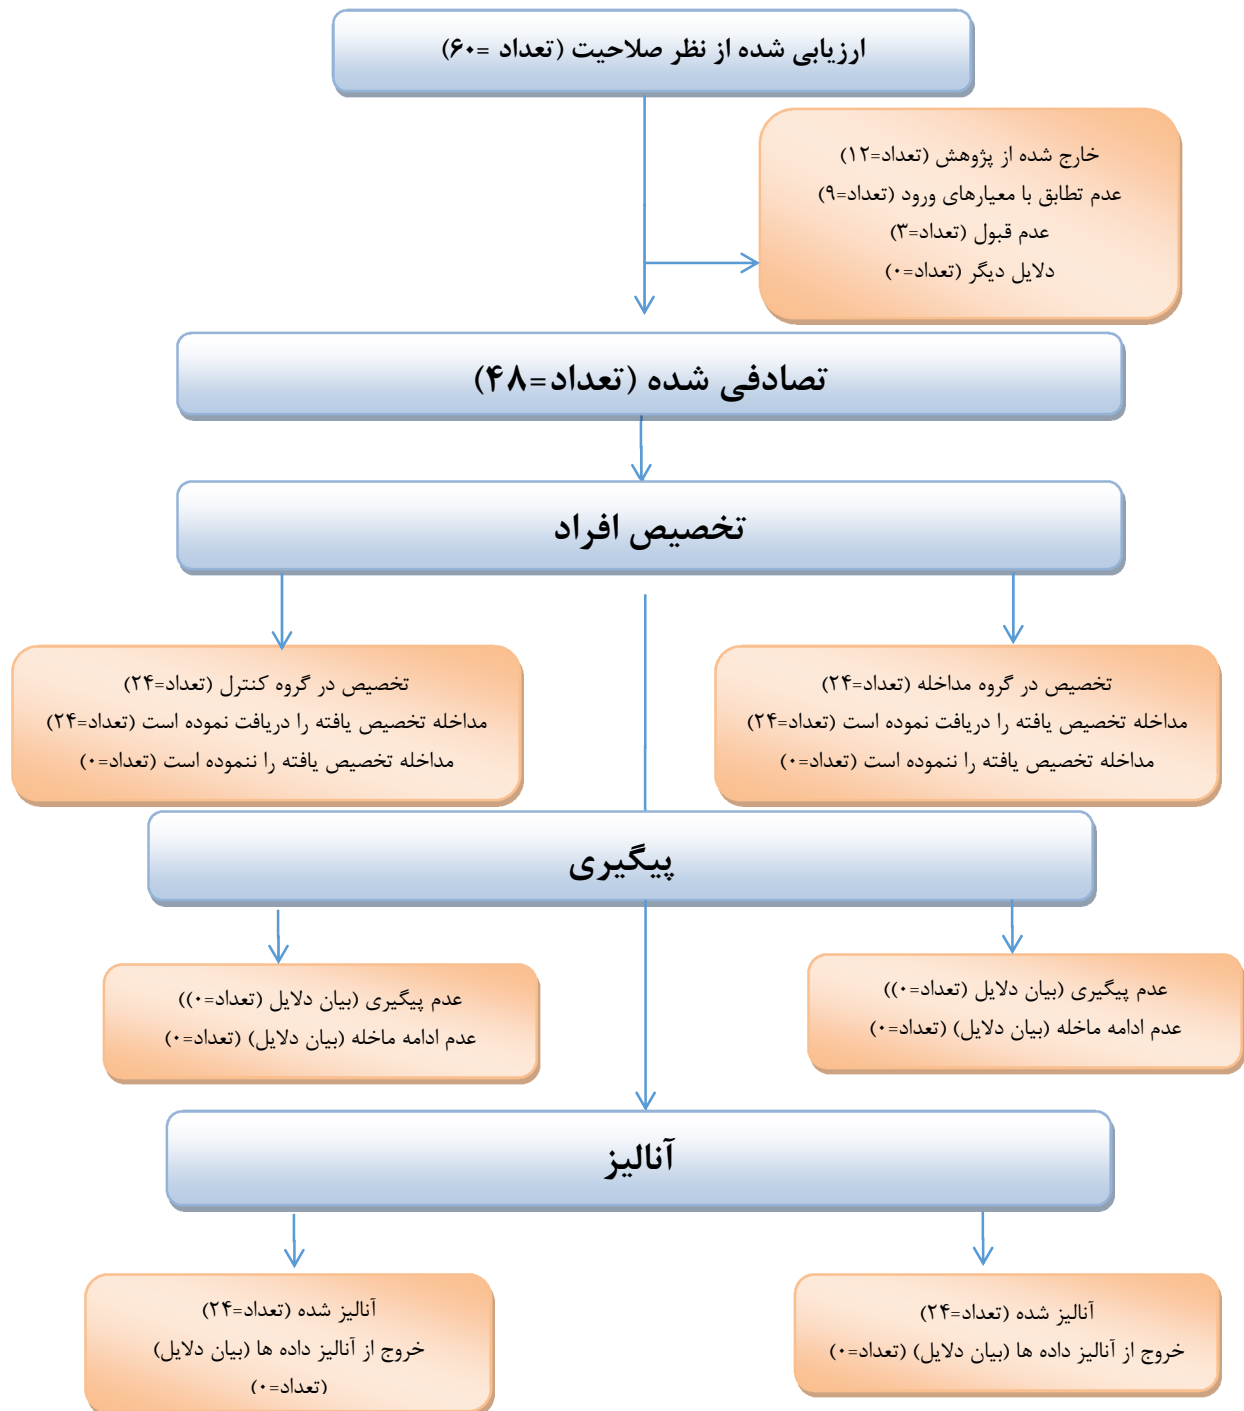 ارزیابی شده از نظر صلاحیت (تعداد =۶۰)
خارج شده از پژوهش (تعداد=۱۲)
عدم تطابق با معیارهای ورود (تعداد=۹)
عدم قبول (تعداد=۳)
دلایل دیگر (تعداد=۰)
تصادفی شده (تعداد=۴۸)
تخصیص افراد
تخصیص در گروه مداخله (تعداد=۲۴)
مداخله تخصیص یافته را دریافت نموده است (تعداد=۲۴)
مداخله تخصیص یافته را ننموده است (تعداد=۰)
تخصیص در گروه کنترل (تعداد=۲۴)
مداخله تخصیص یافته را دریافت نموده است (تعداد=۲۴)
مداخله تخصیص یافته را ننموده است (تعداد=۰)
پیگیری
عدم پیگیری (بیان دلایل (تعداد=۰))
عدم ادامه ماخله (بیان دلایل) (تعداد=۰)
عدم پیگیری (بیان دلایل (تعداد=۰))
عدم ادامه ماخله (بیان دلایل) (تعداد=۰)
آنالیز
آنالیز شده (تعداد=۲۴)
خروج از آنالیز داده ها (بیان دلایل) (تعداد=۰)
آنالیز شده (تعداد=۲۴)
خروج از آنالیز داده ها (بیان دلایل)
(تعداد=۰)